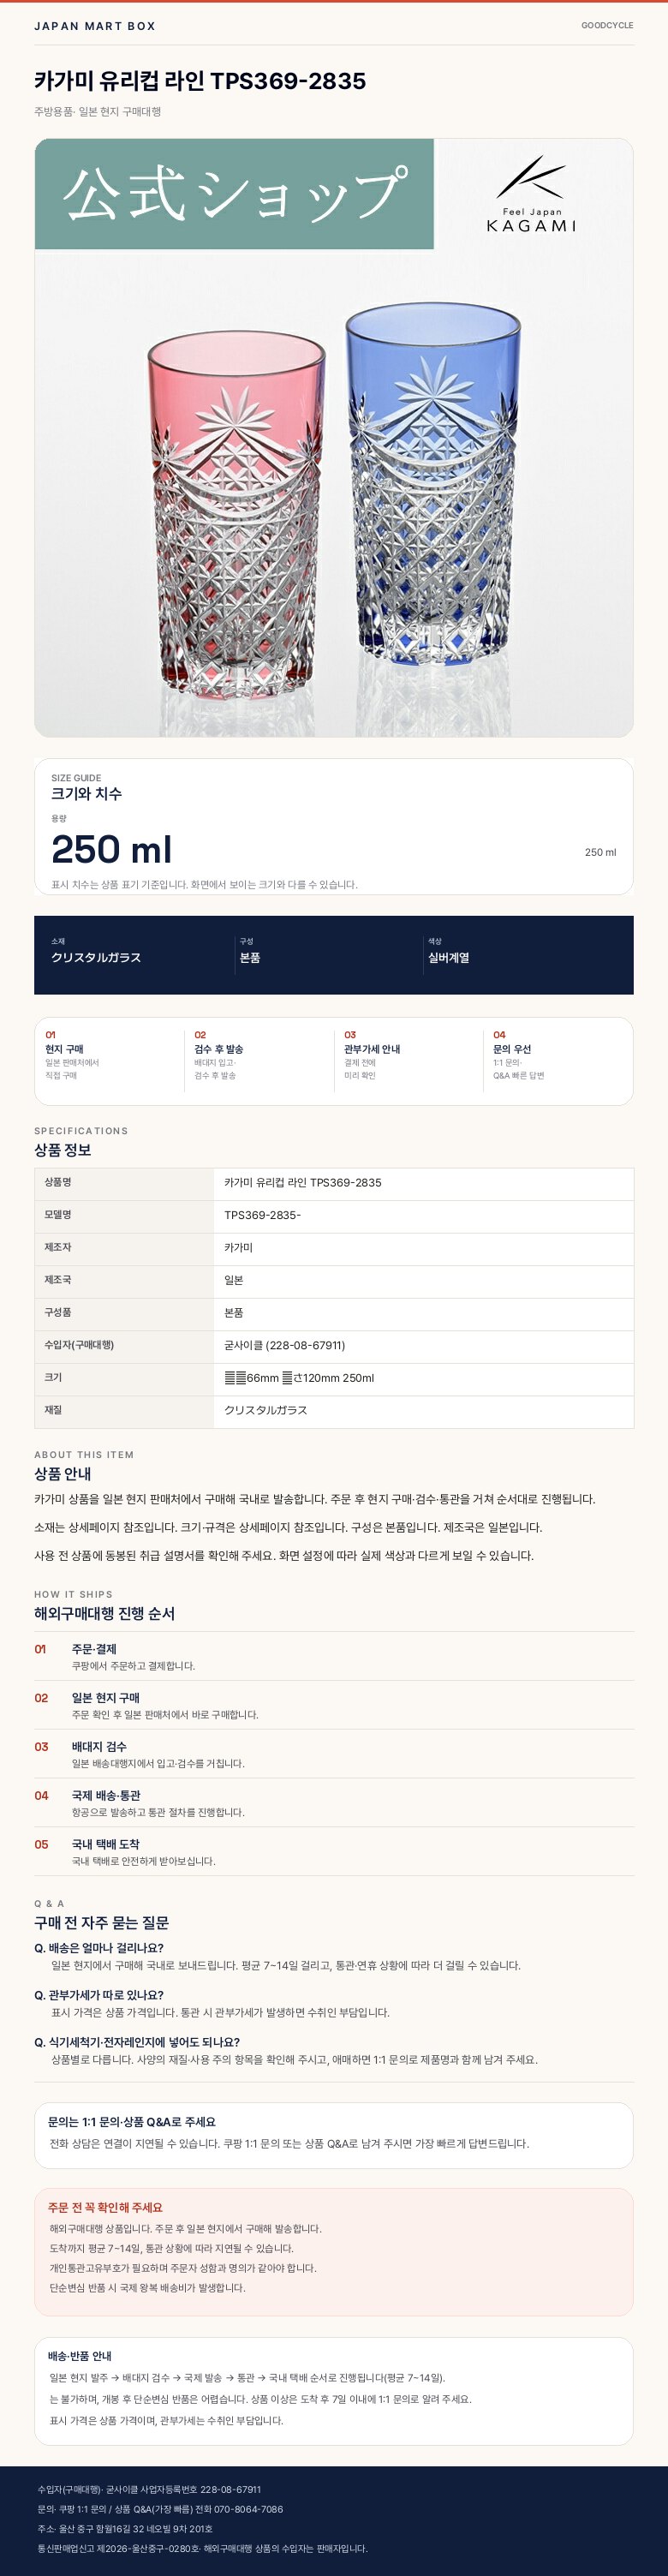 JAPAN MART BOX
GOODCYCLE
카가미 유리컵 라인 TPS369-2835
주방용품· 일본 현지 구매대행
公式ショップ
Feel Japan
KAGAMI
SIZE GUIDE
크기와 치수
용량
250 ml
250 ml
표시 치수는 상품 표기 기준입니다. 화면에서 보이는 크기와 다를 수 있습니다.
소재
クリスタルガラス
구성
본품
색상
실버계열
01
현지 구매
일본 판매처에서
직접 구매
02
검수 후 발송
배대지 입고·
검수 후 발송
03
관부가세 안내
결제 전에
미리 확인
04
문의 우선
1:1 문의·
Q&A 빠른 답변
SPECIFICATIONS
상품 정보
상품명 카가미 유리컵 라인 TPS369-2835
모델명 TPS369-2835-
제조자 카가미
제조국 일본
구성품 본품
수입자(구매대행) 굳사이클 (228-08-67911)
크기 66mm さ120mm 250ml
재질 クリスタルガラス
ABOUT THIS ITEM
상품 안내
카가미 상품을 일본 현지 판매처에서 구매해 국내로 발송합니다. 주문 후 현지 구매·검수·통관을 거쳐 순서대로 진행됩니다.
소재는 상세페이지 참조입니다. 크기·규격은 상세페이지 참조입니다. 구성은 본품입니다. 제조국은 일본입니다.
사용 전 상품에 동봉된 취급 설명서를 확인해 주세요. 화면 설정에 따라 실제 색상과 다르게 보일 수 있습니다.
HOW IT SHIPS
해외구매대행 진행 순서
01 주문·결제
쿠팡에서 주문하고 결제합니다.
02 일본 현지 구매
주문 확인 후 일본 판매처에서 바로 구매합니다.
03 배대지 검수
일본 배송대행지에서 입고·검수를 거칩니다.
04 국제 배송·통관
항공으로 발송하고 통관 절차를 진행합니다.
05 국내 택배 도착
국내 택배로 안전하게 받아보십니다.
Q & A
구매 전 자주 묻는 질문
Q. 배송은 얼마나 걸리나요?
일본 현지에서 구매해 국내로 보내드립니다. 평균 7~14일 걸리고, 통관·연휴 상황에 따라 더 걸릴 수 있습니다.
Q. 관부가세가 따로 있나요?
표시 가격은 상품 가격입니다. 통관 시 관부가세가 발생하면 수취인 부담입니다.
Q. 식기세척기·전자레인지에 넣어도 되나요?
상품별로 다릅니다. 사양의 재질·사용 주의 항목을 확인해 주시고, 애매하면 1:1 문의로 제품명과 함께 남겨 주세요.
문의는 1:1 문의·상품 Q&A로 주세요
전화 상담은 연결이 지연될 수 있습니다. 쿠팡 1:1 문의 또는 상품 Q&A로 남겨 주시면 가장 빠르게 답변드립니다.
주문 전 꼭 확인해 주세요
해외구매대행 상품입니다. 주문 후 일본 현지에서 구매해 발송합니다.
도착까지 평균 7~14일, 통관 상황에 따라 지연될 수 있습니다.
개인통관고유부호가 필요하며 주문자 성함과 명의가 같아야 합니다.
단순변심 반품 시 국제 왕복 배송비가 발생합니다.
배송·반품 안내
일본 현지 발주 → 배대지 검수 → 국제 발송 → 통관 → 국내 택배 순서로 진행됩니다(평균 7~14일).
는 불가하며, 개봉 후 단순변심 반품은 어렵습니다. 상품 이상은 도착 후 7일 이내에 1:1 문의로 알려 주세요.
표시 가격은 상품 가격이며, 관부가세는 수취인 부담입니다.
수입자(구매대행)· 굳사이클 사업자등록번호 228-08-67911
문의· 쿠팡 1:1 문의 / 상품 Q&A(가장 빠름) 전화 070-8064-7086
주소· 울산 중구 함월16길 32 네오빌 9차 201호
통신판매업신고 제2026-울산중구-0280호· 해외구매대행 상품의 수입자는 판매자입니다.